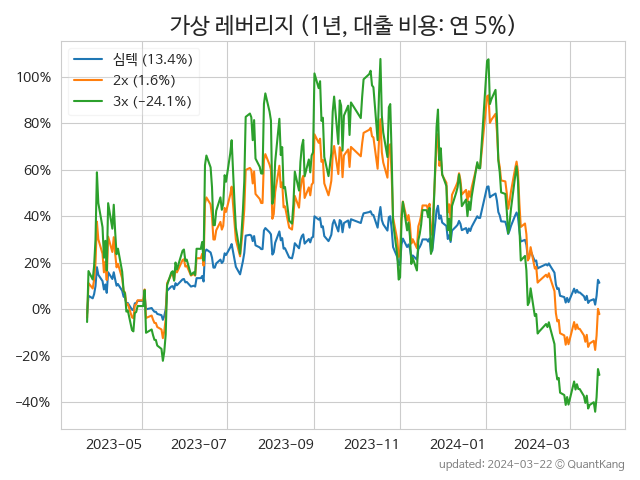 가상 레버리지 (1년, 대출 비용: 연 5%)
심텍 (13.4%)
2x (1.6%)
3x (−24.1%)
100%
80%
60%
40%
20%
0%
−20%
−40%
2023-05
2023-07
2023-09
2023-11
2024-01
2024-03
updated: 2024-03-22 © QuantKang